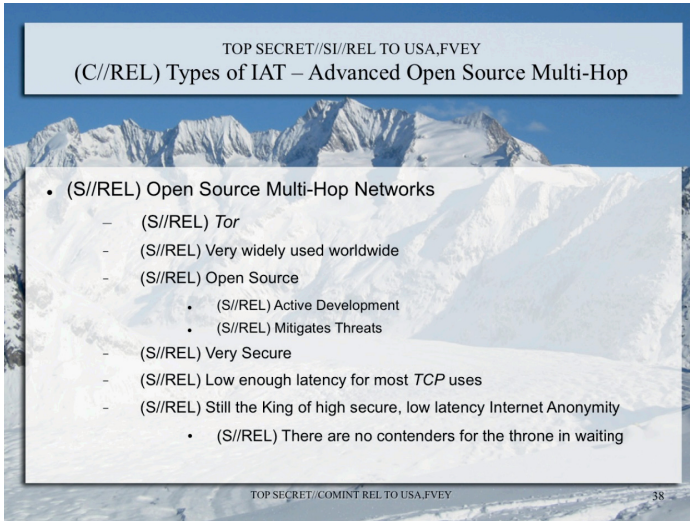 TOP SECRET//SI//REL TO USA,FVEY
(C//REL) Types of IAT – Advanced Open Source Multi-Hop
• (S//REL) Open Source Multi-Hop Networks
– (S//REL) Tor
– (S//REL) Very widely used worldwide
– (S//REL) Open Source
• (S//REL) Active Development
• (S//REL) Mitigates Threats
– (S//REL) Very Secure
– (S//REL) Low enough latency for most TCP uses
– (S//REL) Still the King of high secure, low latency Internet Anonymity
• (S//REL) There are no contenders for the throne in waiting
TOP SECRET//COMINT REL TO USA,FVEY
38